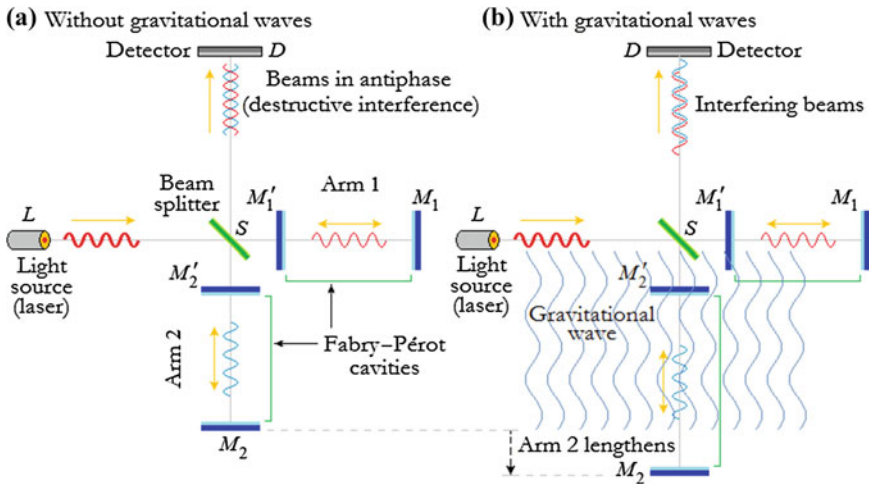 (a) Without gravitational waves
Detector D
Beams in antiphase
(destructive interference)
Beam
splitter
M₁′
Arm 1
M₁
L
S
Light
source
(laser)
M₂′
Arm 2
Fabry–Pérot
cavities
M₂
(b) With gravitational waves
D Detector
Interfering beams
M₁′
M₁
L
S
Light
source
(laser)
M₂′
Gravitational
wave
Arm 2 lengthens
M₂